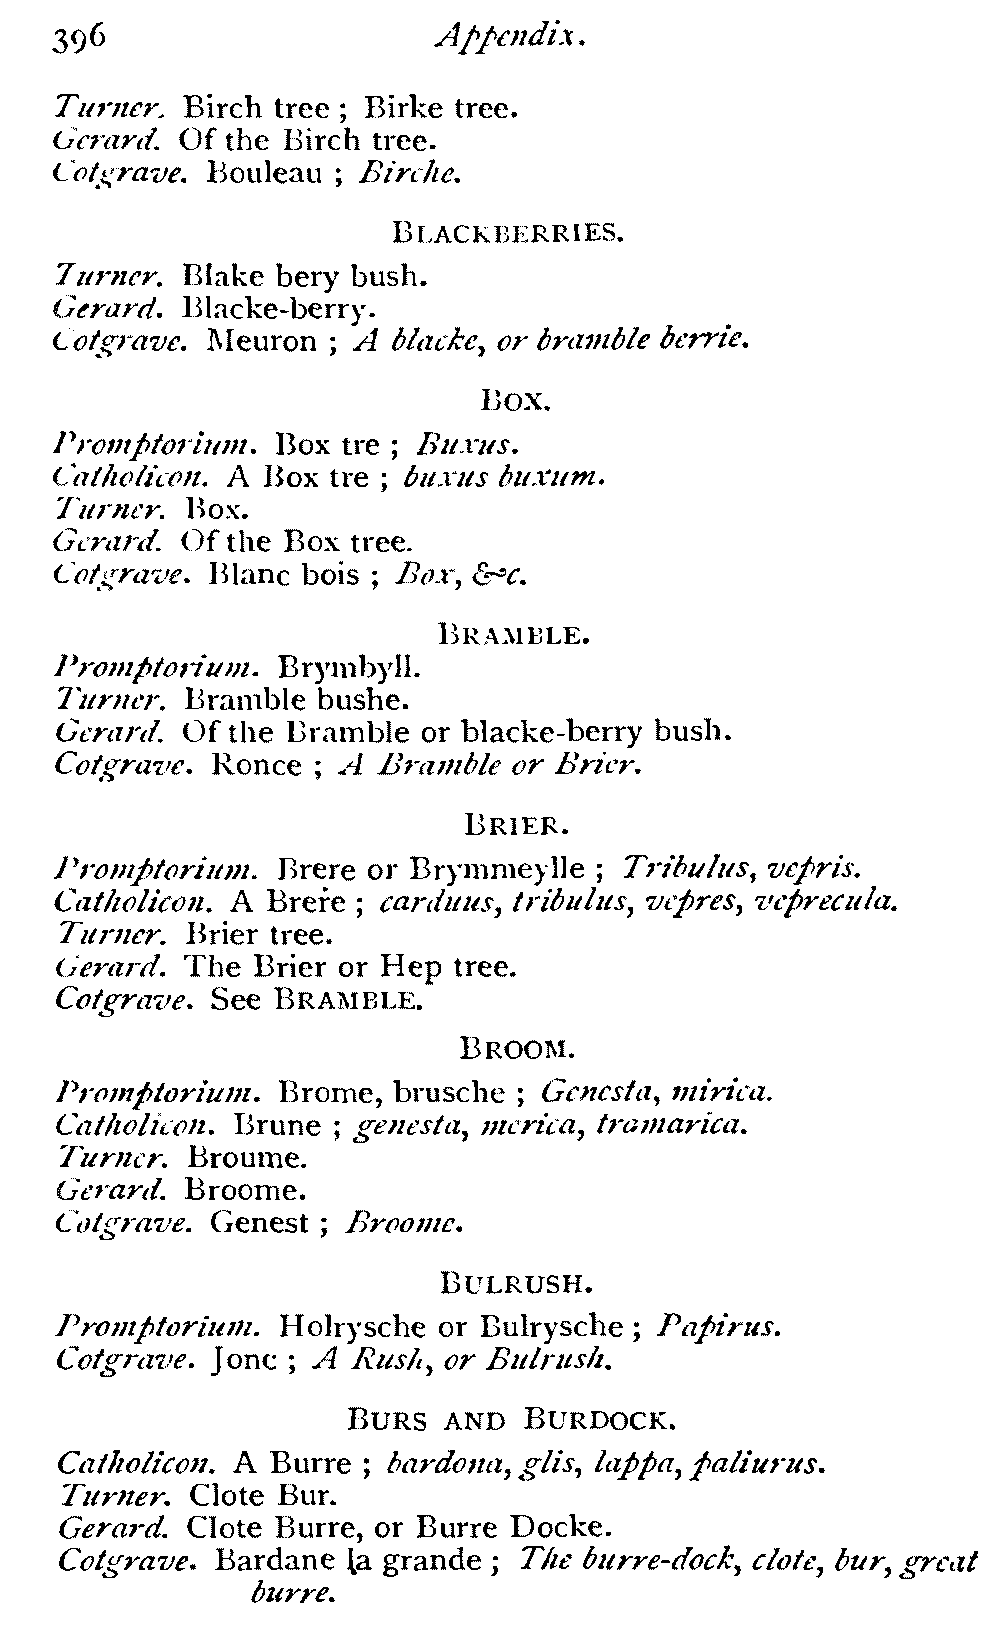 396 Appendix.
Turner. Birch tree ; Birke tree.
Gerard. Of the Birch tree.
Cotgrave. Bouleau ; Birche.
BLACKBERRIES.
Turner. Blake bery bush.
Gerard. Blacke-berry.
Cotgrave. Meuron ; A blacke, or bramble berrie.
BOX.
Promptorium. Box tre ; Buxus.
Catholicon. A Box tre ; buxus buxum.
Turner. Box.
Gerard. Of the Box tree.
Cotgrave. Blanc bois ; Box, &c.
BRAMBLE.
Promptorium. Brymbyll.
Turner. Bramble bushe.
Gerard. Of the Bramble or blacke-berry bush.
Cotgrave. Ronce ; A Bramble or Brier.
BRIER.
Promptorium. Brere or Brymmeylle ; Tribulus, vepris.
Catholicon. A Brere ; carduus, tribulus, vepres, veprecula.
Turner. Brier tree.
Gerard. The Brier or Hep tree.
Cotgrave. See BRAMBLE.
BROOM.
Promptorium. Brome, brusche ; Genesta, mirica.
Catholicon. Brune ; genesta, merica, tramarica.
Turner. Broume.
Gerard. Broome.
Cotgrave. Genest ; Broome.
BULRUSH.
Promptorium. Holrysche or Bulrysche ; Papirus.
Cotgrave. Jonc ; A Rush, or Bulrush.
BURS AND BURDOCK.
Catholicon. A Burre ; bardona, glis, lappa, paliurus.
Turner. Clote Bur.
Gerard. Clote Burre, or Burre Docke.
Cotgrave. Bardane la grande ; The burre-dock, clote, bur, great
burre.